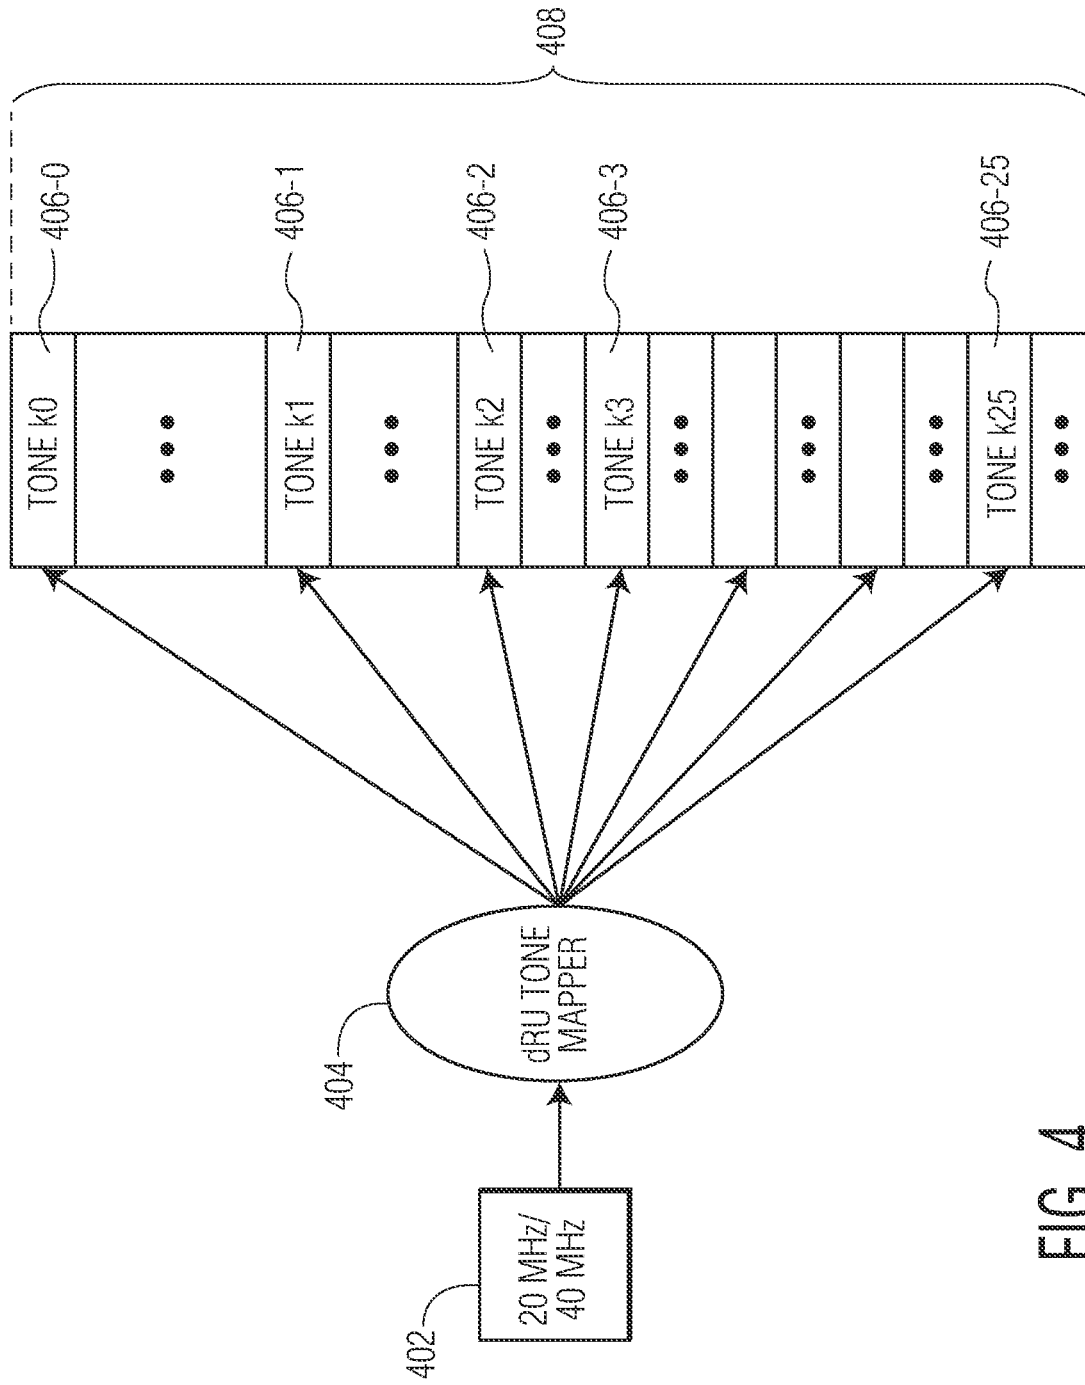 408
406-0
406-1
406-2
406-3
406-25
TONE k0
•••
TONE k1
•••
TONE k2
•••
TONE k3
•••
•••
•••
TONE k25
•••
404
dRU TONE
MAPPER
402
20 MHz/
40 MHz
FIG. 4